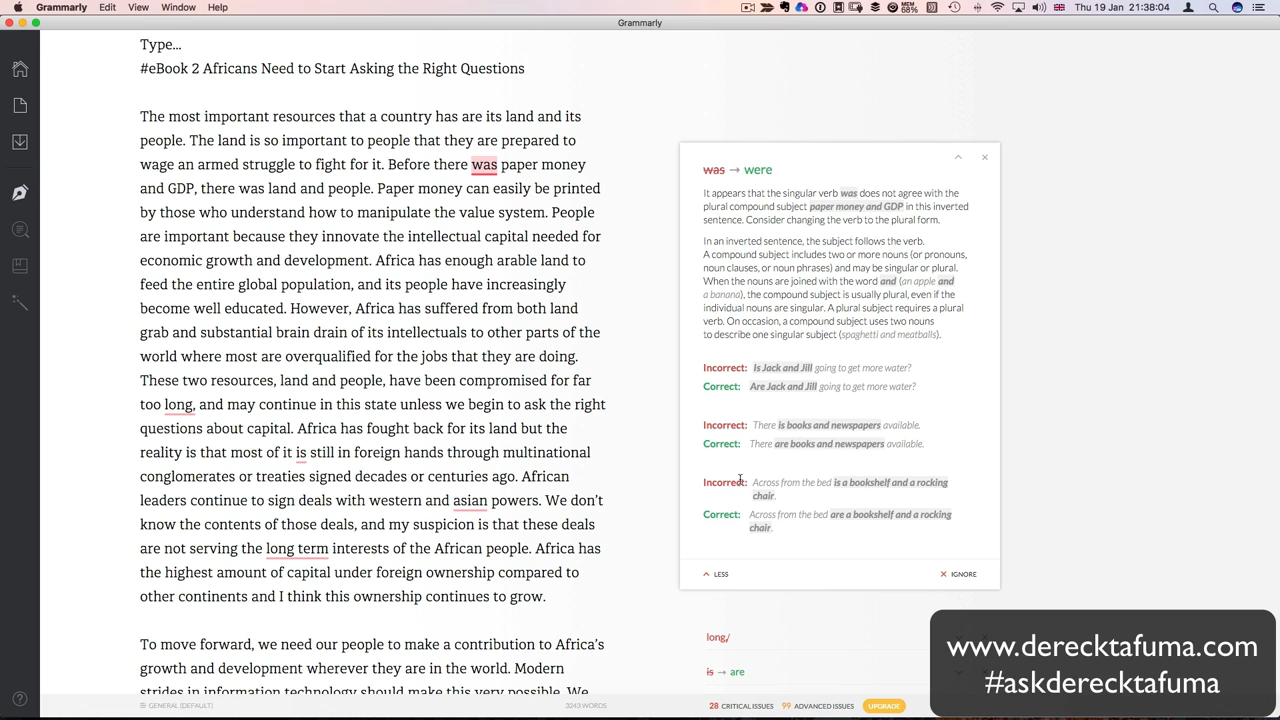 Grammarly Edit View Window Help
MEM 68% Thu 19 Jan 21:38:04
Grammarly
Type...
#eBook 2 Africans Need to Start Asking the Right Questions
The most important resources that a country has are its land and its
people. The land is so important to people that they are prepared to
wage an armed struggle to fight for it. Before there was paper money
and GDP, there was land and people. Paper money can easily be printed
by those who understand how to manipulate the value system. People
are important because they innovate the intellectual capital needed for
economic growth and development. Africa has enough arable land to
feed the entire global population, and its people have increasingly
become well educated. However, Africa has suffered from both land
grab and substantial brain drain of its intellectuals to other parts of the
world where most are overqualified for the jobs that they are doing.
These two resources, land and people, have been compromised for far
too long, and may continue in this state unless we begin to ask the right
questions about capital. Africa has fought back for its land but the
reality is that most of it is still in foreign hands through multinational
conglomerates or treaties signed decades or centuries ago. African
leaders continue to sign deals with western and asian powers. We don't
know the contents of those deals, and my suspicion is that these deals
are not serving the long term interests of the African people. Africa has
the highest amount of capital under foreign ownership compared to
other continents and I think this ownership continues to grow.
To move forward, we need our people to make a contribution to Africa's
growth and development wherever they are in the world. Modern
strides in information technology should make this very possible. We
was → were
It appears that the singular verb was does not agree with the
plural compound subject paper money and GDP in this inverted
sentence. Consider changing the verb to the plural form.
In an inverted sentence, the subject follows the verb.
A compound subject includes two or more nouns (or pronouns,
noun clauses, or noun phrases) and may be singular or plural.
When the nouns are joined with the word and (an apple and
a banana), the compound subject is usually plural, even if the
individual nouns are singular. A plural subject requires a plural
verb. On occasion, a compound subject uses two nouns
to describe one singular subject (spaghetti and meatballs).
Incorrect: Is Jack and Jill going to get more water?
Correct: Are Jack and Jill going to get more water?
Incorrect: There is books and newspapers available.
Correct: There are books and newspapers available.
Incorrect: Across from the bed is a bookshelf and a rocking
chair.
Correct: Across from the bed are a bookshelf and a rocking
chair.
LESS IGNORE
long,/
is → are
GENERAL (DEFAULT) 3243 WORDS 28 CRITICAL ISSUES 99 ADVANCED ISSUES UPGRADE
www.derecktafuma.com
#askderecktafuma